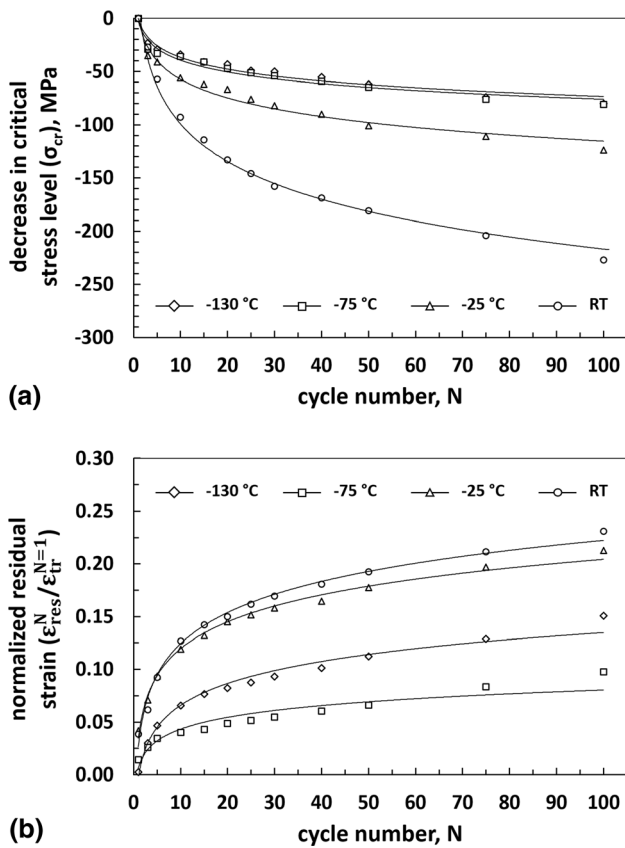 0
-50
-100
-150
-200
-250
-300
decrease in critical
stress level (σcr), MPa
-130 °C -75 °C -25 °C RT
0 10 20 30 40 50 60 70 80 90 100
cycle number, N
(a)
0.30
0.25
0.20
0.15
0.10
0.05
0.00
normalized residual
strain (ε^N_res/ε^N=1_tr)
-130 °C -75 °C -25 °C RT
0 10 20 30 40 50 60 70 80 90 100
cycle number, N
(b)